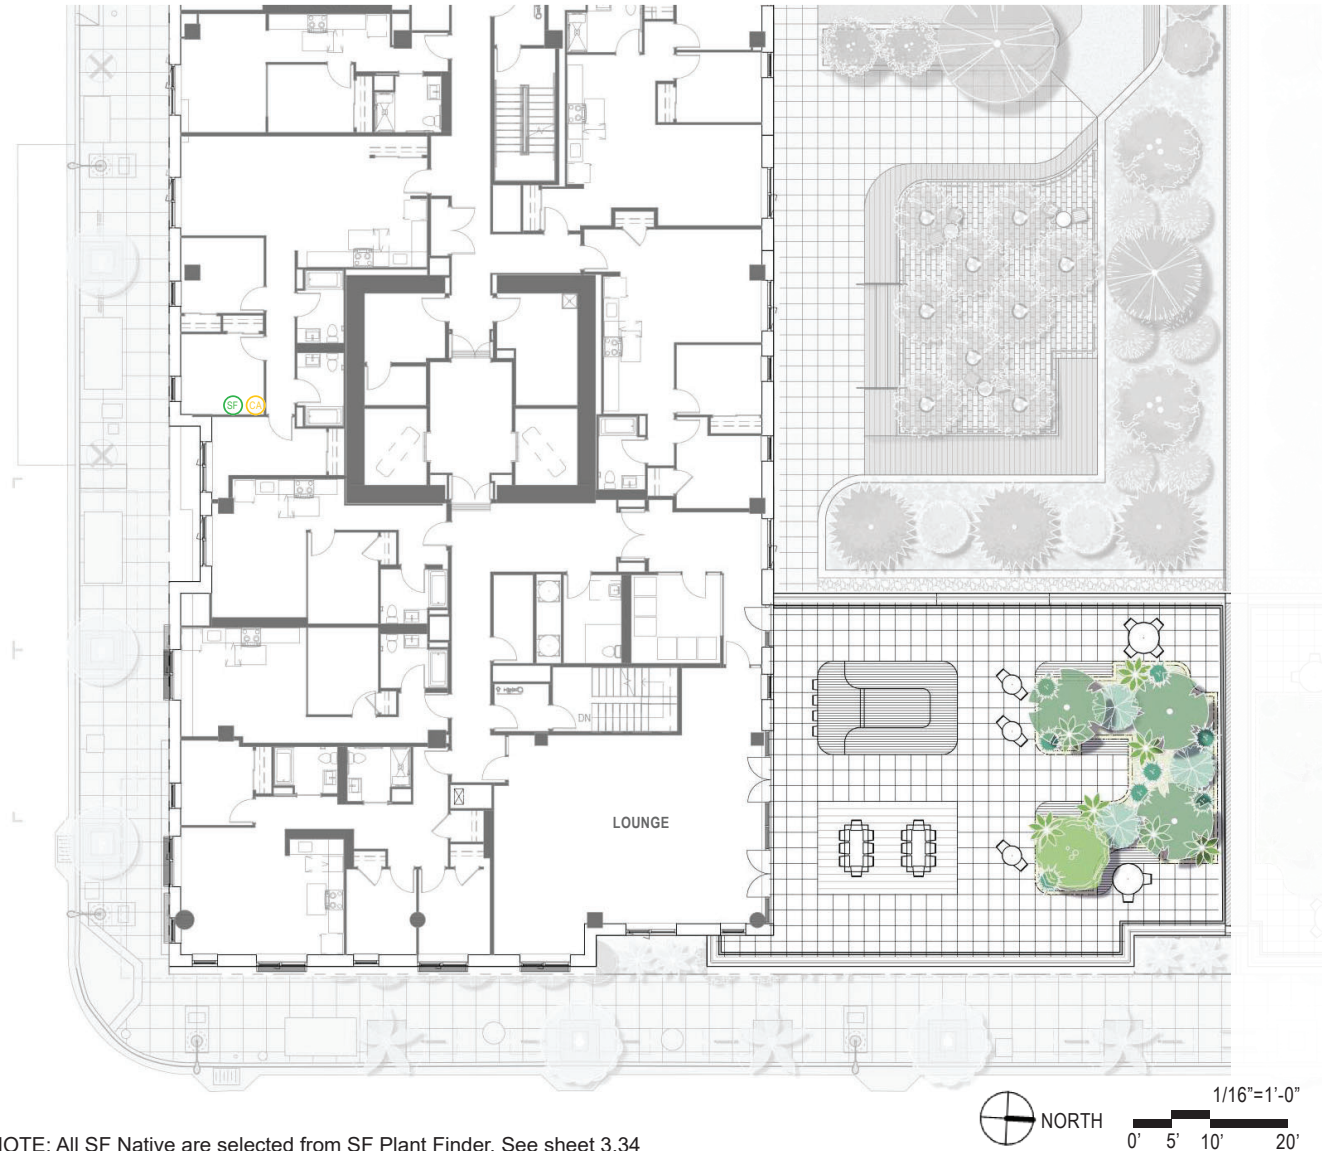 SF CA
DN
LOUNGE
1/16”=1’-0”
NORTH
0’ 5’ 10’ 20’
NOTE: All SF Native are selected from SF Plant Finder. See sheet 3.34